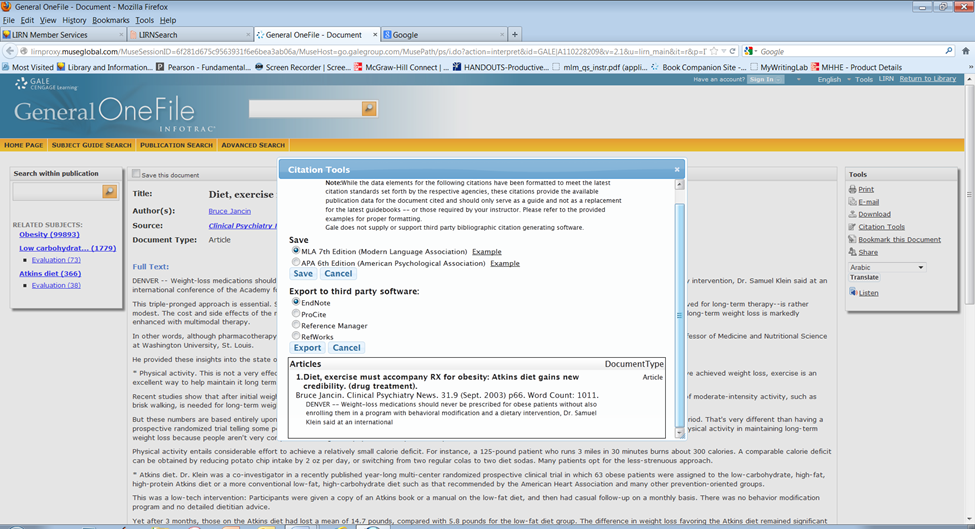 General OneFile - Document - Mozilla Firefox
File Edit View History Bookmarks Tools Help
LIRN Member Services
LIRNSearch
General OneFile - Document
Google
lirnproxy.museglobal.com/MuseSessionID=6f281d675c9563931f6e6bea3ab06a/MuseHost=go.galegroup.com/MusePath/ps/i.do?action=interpret&id=GALE|A110228209&v=2.1&u=lirn_main&it=r&p=I
Google
Most Visited Library and Information... Pearson - Fundamental... Screen Recorder | Scree... McGraw-Hill Connect | ... HANDOUTS-Productive... mlm_qs_instr.pdf (appli... Book Companion Site -... MyWritingLab MHHE - Product Details
GALE
CENGAGE Learning
Have an account? Sign In English Tools LIRN Return to Library
General OneFile
INFOTRAC
HOME PAGE SUBJECT GUIDE SEARCH PUBLICATION SEARCH ADVANCED SEARCH
Search within publication
RELATED SUBJECTS:
Obesity (99893)
Low carbohydrat... (1779)
Evaluation (73)
Atkins diet (366)
Evaluation (38)
Save this document
Title: Diet, exercise
Author(s): Bruce Jancin
Source: Clinical Psychiatry
Document Type: Article
Full Text:
DENVER -- Weight-loss medications shou
international conference of the Academy f
This triple-pronged approach is essential. S
modest. The cost and side effects of the
enhanced with multimodal therapy.
In other words, although pharmacotherapy
at Washington University, St. Louis.
He provided these insights into the state o
* Physical activity. This is not a very effe
excellent way to help maintain it long term
Recent studies show that after initial weigh
brisk walking, is needed for long-term weig
But these numbers are based entirely upon
prospective randomized trial telling some p
weight loss because people aren't very con
Citation Tools
x
Note:While the data elements for the following citations have been formatted to meet the latest
citation standards set forth by the respective agencies, these citations provide the available
publication data for the document cited and should only serve as a guide and not as a replacement
for the latest guidebooks -- or those required by your instructor. Please refer to the provided
examples for proper formatting.
Gale does not supply or support third party bibliographic citation generating software.
Save
MLA 7th Edition (Modern Language Association) Example
APA 6th Edition (American Psychological Association) Example
Save Cancel
Export to third party software:
EndNote
ProCite
Reference Manager
RefWorks
Export Cancel
Articles DocumentType
1.Diet, exercise must accompany RX for obesity: Atkins diet gains new Article
credibility. (drug treatment).
Bruce Jancin. Clinical Psychiatry News. 31.9 (Sept. 2003) p66. Word Count: 1011.
DENVER -- Weight-loss medications should never be prescribed for obese patients without also
enrolling them in a program with behavioral modification and a dietary intervention, Dr. Samuel
Klein said at an international
y intervention, Dr. Samuel Klein said at an
ved for long-term therapy--is rather
m weight loss is markedly
fessor of Medicine and Nutritional Science
e achieved weight loss, exercise is an
of moderate-intensity activity, such as
riod. That's very different than having a
ysical activity in maintaining long-term
Physical activity entails considerable effort to achieve a relatively small calorie deficit. For instance, a 125-pound patient who runs 3 miles in 30 minutes burns about 300 calories. A comparable calorie deficit
can be obtained by reducing potato chip intake by 2 oz per day, or switching from two regular colas to two diet sodas. Many patients opt for the less-strenuous approach.
* Atkins diet. Dr. Klein was a co-investigator in a recently published year-long multi-center randomized prospective clinical trial in which 63 obese patients were assigned to the low-carbohydrate, high-fat,
high-protein Atkins diet or a more conventional low-fat, high-carbohydrate diet such as that recommended by the American Heart Association and many other prevention-oriented groups.
This was a low-tech intervention: Participants were given a copy of an Atkins book or a manual on the low-fat diet, and then had casual follow-up on a monthly basis. There was no behavior modification
program and no detailed dietitian advice.
Yet after 3 months, those on the Atkins diet had lost a mean of 14.7 pounds, compared with 5.8 pounds for the low-fat diet group. The difference in weight loss favoring the Atkins diet remained significant
Tools
Print
E-mail
Download
Citation Tools
Bookmark this Document
Share
Arabic
Translate
Listen